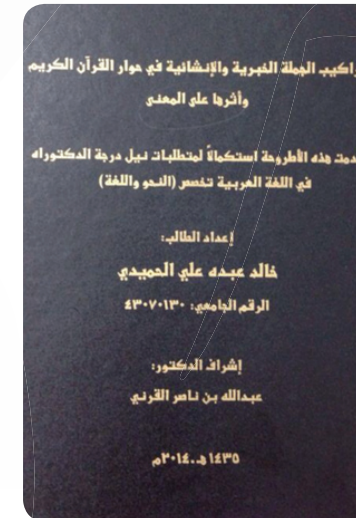 راكيب الجملة الخبرية والإنشائية في حوار القرآن الكريم
وأثرها على المعنى
دمت هذه الأطروحة استكمالاً لمتطلبات نيل درجة الدكتوراه
في اللغة العربية تخصص (النحو واللغة)
إعداد الطالب:
خالد عبده علي الحميدي
الرقم الجامعي: ٤٣٠٧٠١٣٠
إشراف الدكتور:
عبدالله بن ناصر القرني
١٤٣٥هـ-٢٠١٤م